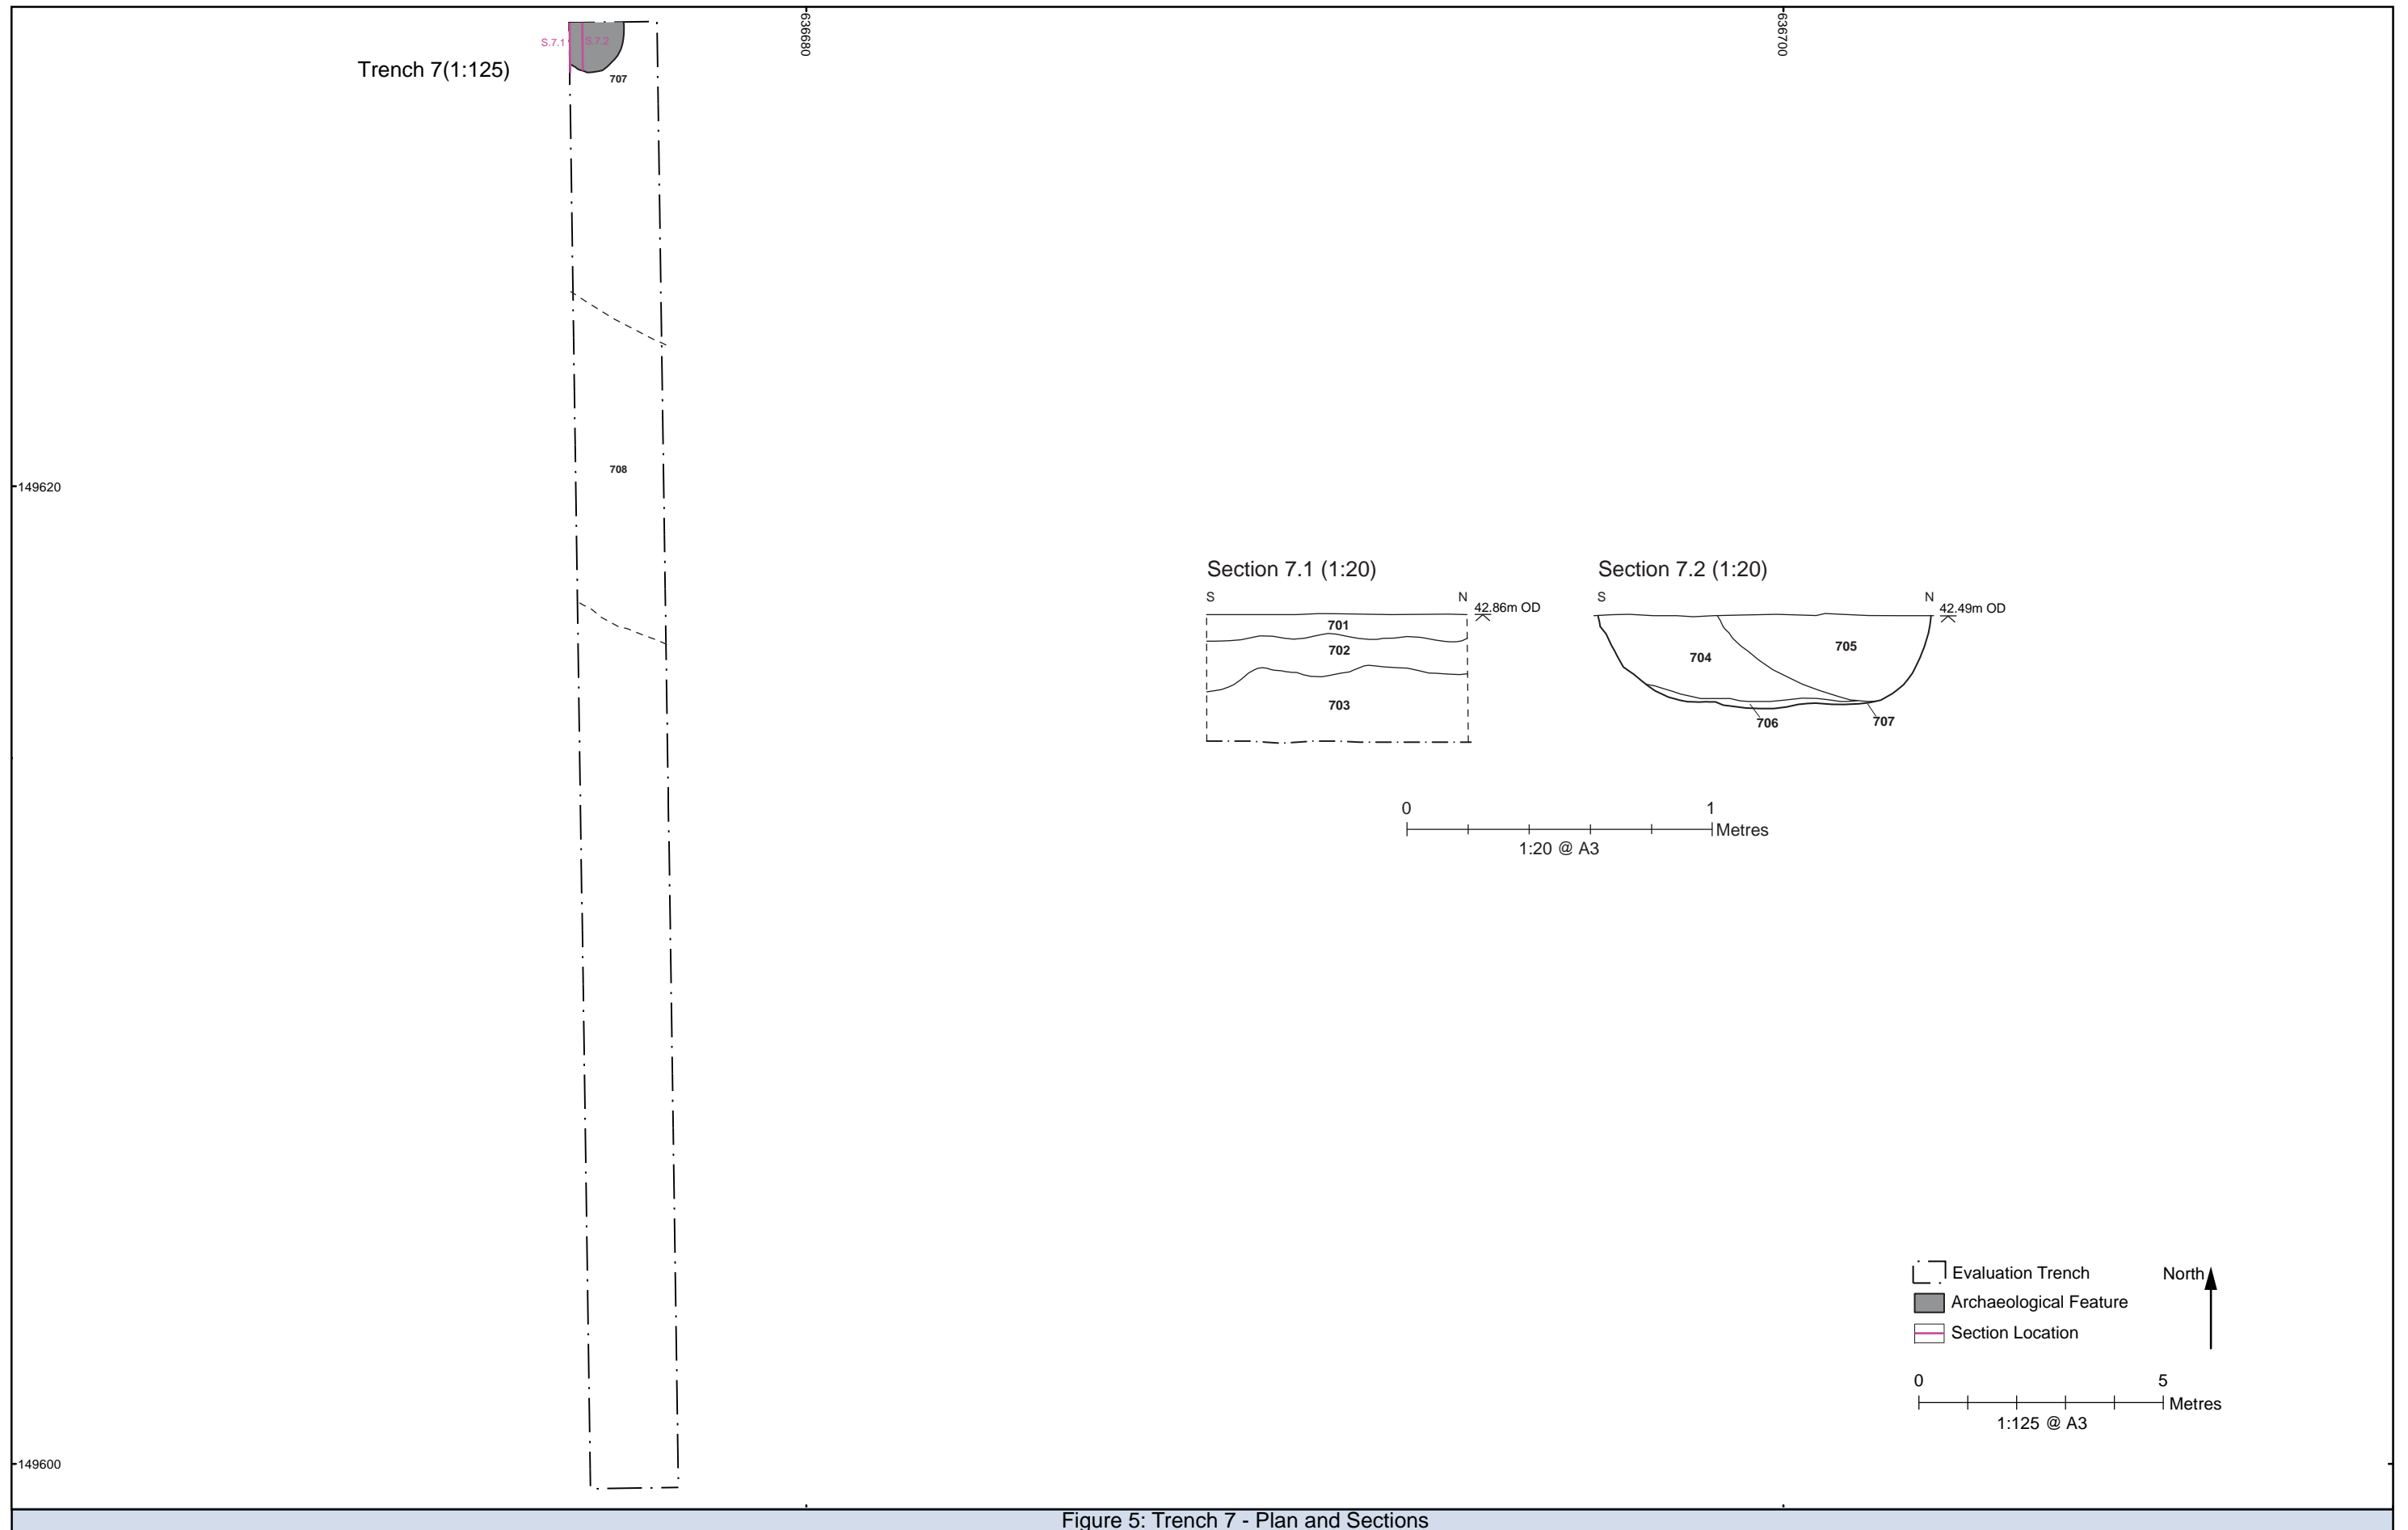 636680
636700
S.7.1
S.7.2
Trench 7(1:125)
707
708
149620
Section 7.1 (1:20)
S
N
42.86m OD
701
702
703
Section 7.2 (1:20)
S
N
42.49m OD
704
705
706
707
0
1
Metres
1:20 @ A3
Evaluation Trench
North
Archaeological Feature
Section Location
0
5
Metres
1:125 @ A3
149600
Figure 5: Trench 7 - Plan and Sections